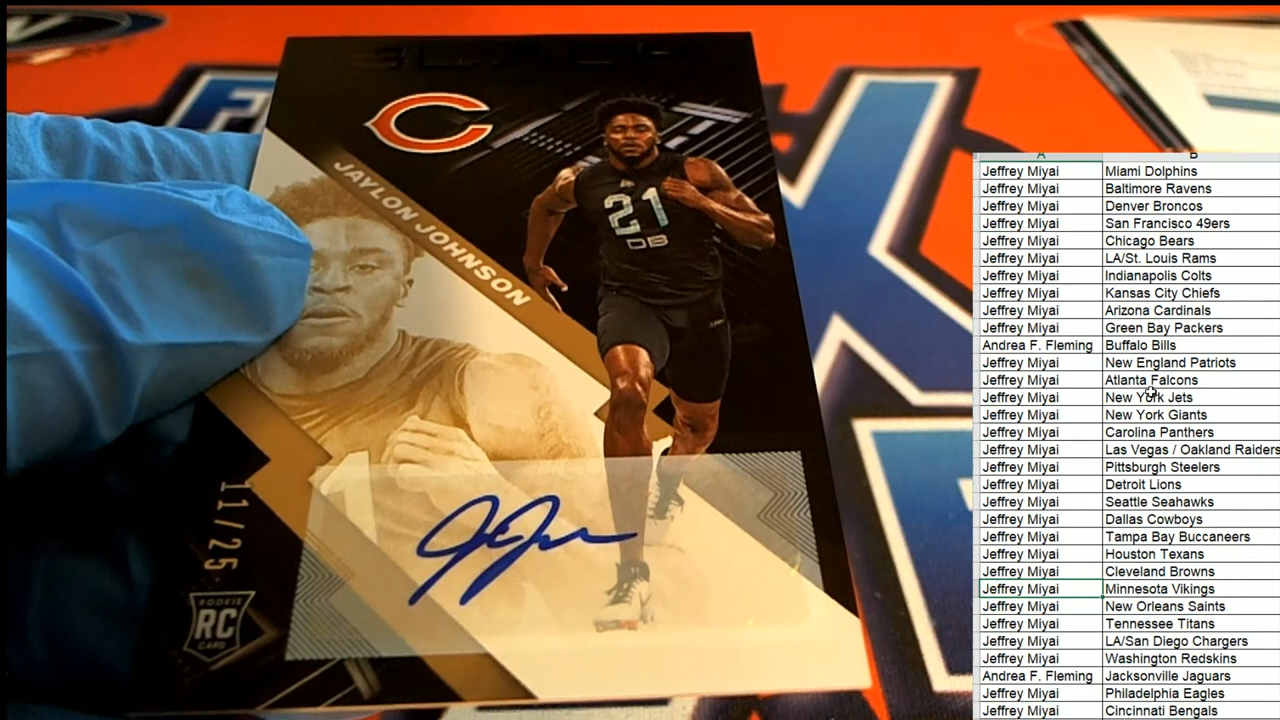 BLACK
JAYLON JOHNSON
21
DB
11/25
ROOKIE
RC
CARD
A B
Jeffrey Miyai Miami Dolphins
Jeffrey Miyai Baltimore Ravens
Jeffrey Miyai Denver Broncos
Jeffrey Miyai San Francisco 49ers
Jeffrey Miyai Chicago Bears
Jeffrey Miyai LA/St. Louis Rams
Jeffrey Miyai Indianapolis Colts
Jeffrey Miyai Kansas City Chiefs
Jeffrey Miyai Arizona Cardinals
Jeffrey Miyai Green Bay Packers
Andrea F. Fleming Buffalo Bills
Jeffrey Miyai New England Patriots
Jeffrey Miyai Atlanta Falcons
Jeffrey Miyai New York Jets
Jeffrey Miyai New York Giants
Jeffrey Miyai Carolina Panthers
Jeffrey Miyai Las Vegas / Oakland Raiders
Jeffrey Miyai Pittsburgh Steelers
Jeffrey Miyai Detroit Lions
Jeffrey Miyai Seattle Seahawks
Jeffrey Miyai Dallas Cowboys
Jeffrey Miyai Tampa Bay Buccaneers
Jeffrey Miyai Houston Texans
Jeffrey Miyai Cleveland Browns
Jeffrey Miyai Minnesota Vikings
Jeffrey Miyai New Orleans Saints
Jeffrey Miyai Tennessee Titans
Jeffrey Miyai LA/San Diego Chargers
Jeffrey Miyai Washington Redskins
Andrea F. Fleming Jacksonville Jaguars
Jeffrey Miyai Philadelphia Eagles
Jeffrey Miyai Cincinnati Bengals